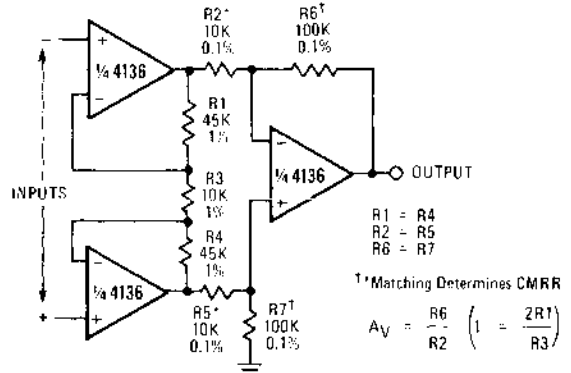 R2*
10K
0.1%
R6†
100K
0.1%
+
¼ 4136
−
R1
45K
1%
−
¼ 4136
+
OUTPUT
INPUTS
R3
10K
1%
R4
45K
1%
−
¼ 4136
+
R5*
10K
0.1%
R7†
100K
0.1%
R1 = R4
R2 = R5
R6 = R7
†*Matching Determines CMRR
AV = R6/R2 (1 = 2R1/R3)